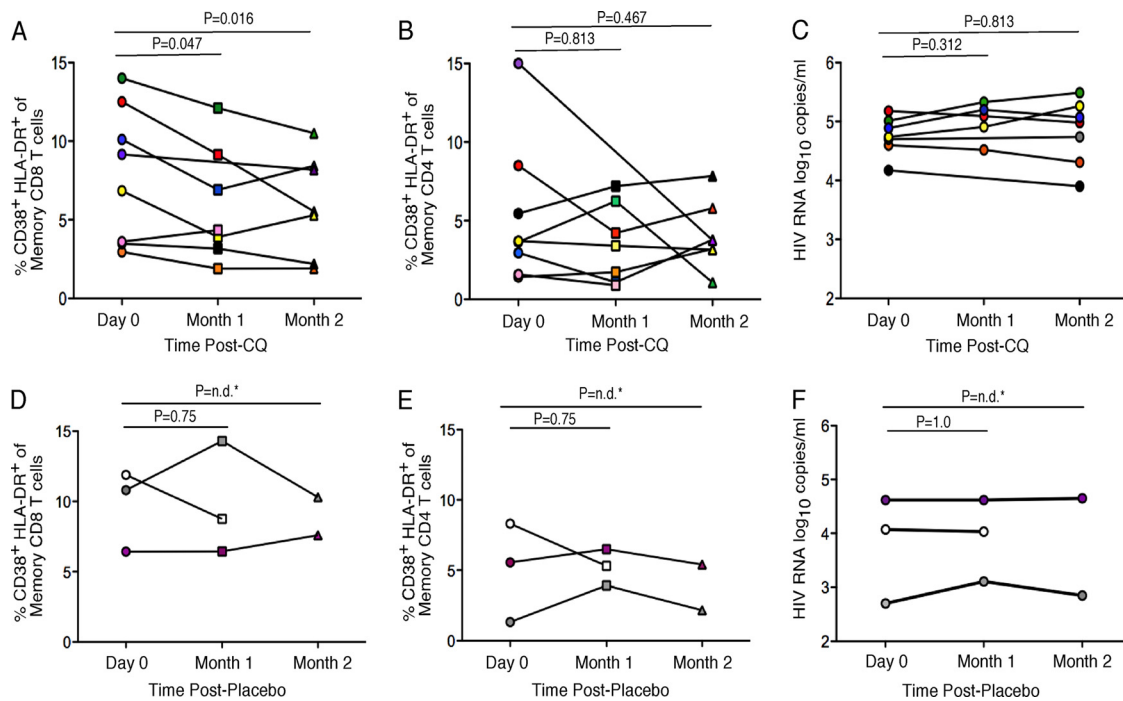 A
P=0.016
P=0.047
15
10
5
0
% CD38+ HLA-DR+ of
Memory CD8 T cells
Day 0 Month 1 Month 2
Time Post-CQ
B
P=0.467
P=0.813
15
10
5
0
% CD38+ HLA-DR+ of
Memory CD4 T cells
Day 0 Month 1 Month 2
Time Post-CQ
C
P=0.813
P=0.312
6
5
4
3
2
HIV RNA log10 copies/ml
Day 0 Month 1 Month 2
Time Post-CQ
D
P=n.d.*
P=0.75
15
10
5
0
% CD38+ HLA-DR+ of
Memory CD8 T cells
Day 0 Month 1 Month 2
Time Post-Placebo
E
P=n.d.*
P=0.75
15
10
5
0
% CD38+ HLA-DR+ of
Memory CD4 T cells
Day 0 Month 1 Month 2
Time Post-Placebo
F
P=n.d.*
P=1.0
6
5
4
3
2
HIV RNA log10 copies/ml
Day 0 Month 1 Month 2
Time Post-Placebo